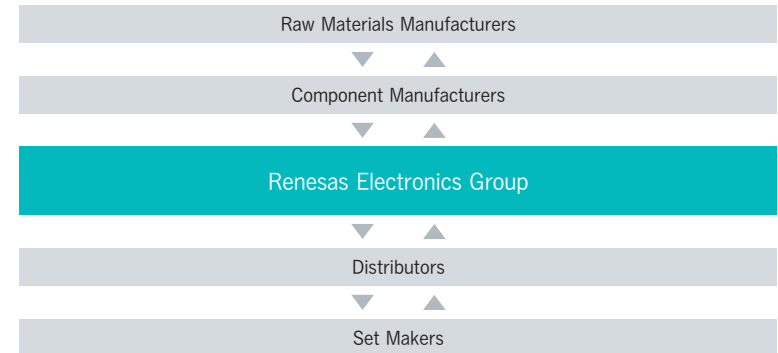 Raw Materials Manufacturers
Component Manufacturers
Renesas Electronics Group
Distributors
Set Makers